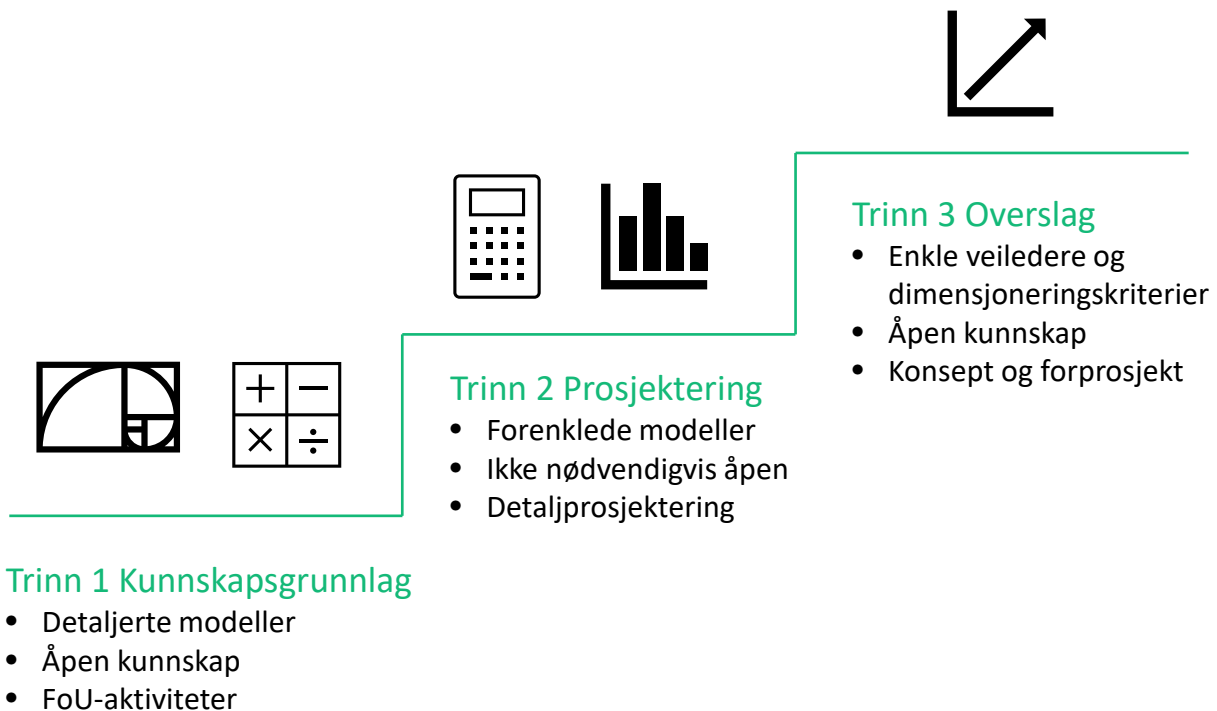 Trinn 1 Kunnskapsgrunnlag
• Detaljerte modeller
• Åpen kunnskap
• FoU-aktiviteter
Trinn 2 Prosjektering
• Forenklede modeller
• Ikke nødvendigvis åpen
• Detaljprosjektering
Trinn 3 Overslag
• Enkle veiledere og
dimensjoneringskriterier
• Åpen kunnskap
• Konsept og forprosjekt